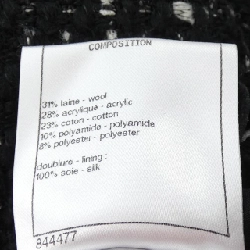 COMPOSITION
31% laine - wool
28% acrylique - acrylic
23% coton - cotton
10% polyamide - polyamide
8% polyester - polyester
doublure - lining :
100% soie - silk
944477